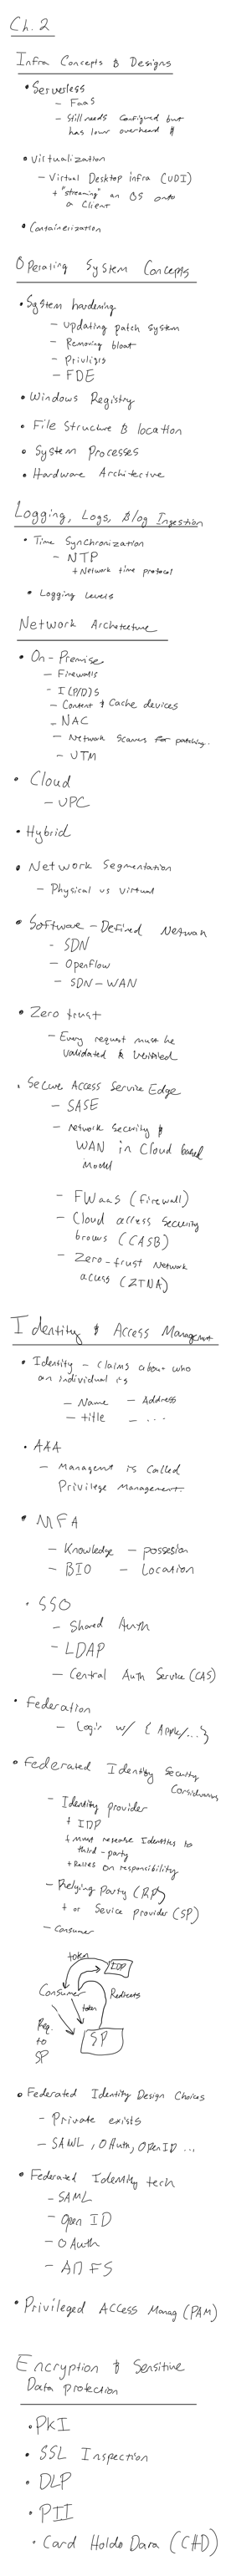 Ch. 2
Infra Concepts & Designs
• Serverless
- FaaS
- Still needs configured but
has lower overhead $
• Virtualization
- Virtual Desktop infra (VDI)
+ "streaming" an OS onto
a client
• Containerization
Operating System Concepts
• System hardening
- updating patch system
- Removing bloat
- Priviliges
- FDE
• Windows Registry
• File Structure & location
• System Processes
• Hardware Architecture
Logging, Logs, & log Ingestion
• Time Synchronization
- NTP
+ Network time protocol
• Logging Levels
Network Architecture
• On-Premise
- Firewalls
- I(P/D)S
- Content & Cache devices
- NAC
- Network Scanners for patching.
- UTM
• Cloud
- VPC
• Hybrid
• Network Segmentation
- Physical vs virtual
• Software-Defined Network
- SDN
- Openflow
- SDN-WAN
• Zero trust
- Every request must be
validated & verified
• Secure Access Service Edge
- SASE
- Network Security &
WAN in Cloud based
model
- FWaaS (firewall)
- Cloud access security
brokers (CASB)
- Zero-trust Network
access (ZTNA)
Identity & Access Management
• Identity - claims about who
an individual is
- Name - Address
- title - ...
• AAA
- Management is called
Privilege Management.
• MFA
- Knowledge - possesion
- BIO - Location
• SSO
- Shared Auth
- LDAP
- Central Auth Service (CAS)
• Federation
- Login w/ { Apple/...}
• Federated Identity Security
Considerations
- Identity provider
+ IDP
+ Must
Identities to
third-party
+ Relies on responsibility
- Relying Party (RP)
+ or Sevice provider (SP)
- Consumer
token
IDP
Consumer
Redirects
token
Req.
to
SP
SP
• Federated Identity Design Choices
- Private exists
- SAML, OAuth, OpenID ...
• Federated Identity tech
- SAML
- Open ID
- OAuth
- AD FS
• Privileged Access Manag (PAM)
Encryption & Sensitive
Data Protection
• PKI
• SSL Inspection
• DLP
• PII
• Card Holde Dara (CHD)